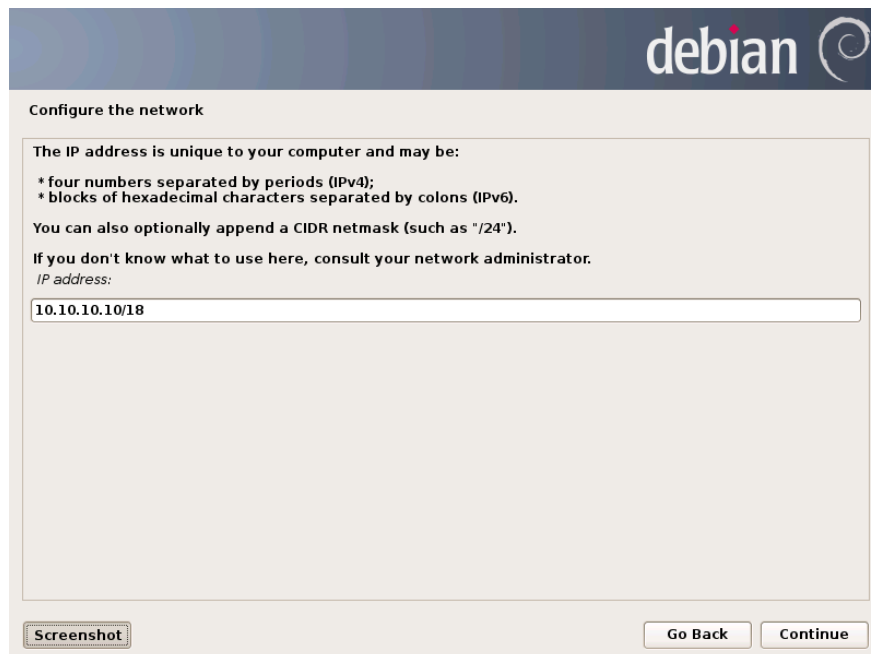 debian
Configure the network
The IP address is unique to your computer and may be:
* four numbers separated by periods (IPv4);
* blocks of hexadecimal characters separated by colons (IPv6).
You can also optionally append a CIDR netmask (such as "/24").
If you don't know what to use here, consult your network administrator.
IP address:
10.10.10.10/18
Screenshot
Go Back
Continue